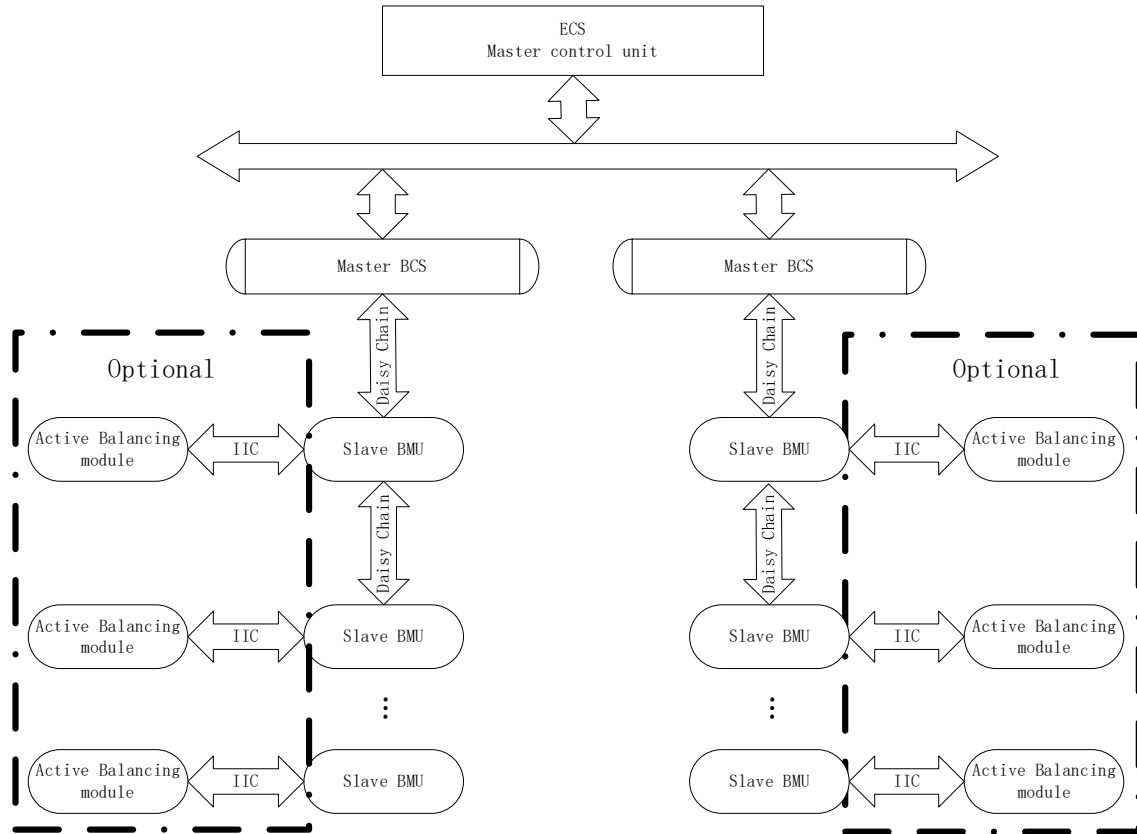 ECS
Master control unit
Master BCS
Master BCS
Daisy Chain
Daisy Chain
Optional
Optional
Active Balancing
module
IIC
Slave BMU
Slave BMU
IIC
Active Balancing
module
Daisy Chain
Daisy Chain
Active Balancing
module
IIC
Slave BMU
Slave BMU
IIC
Active Balancing
module
⋮
⋮
Active Balancing
module
IIC
Slave BMU
Slave BMU
IIC
Active Balancing
module